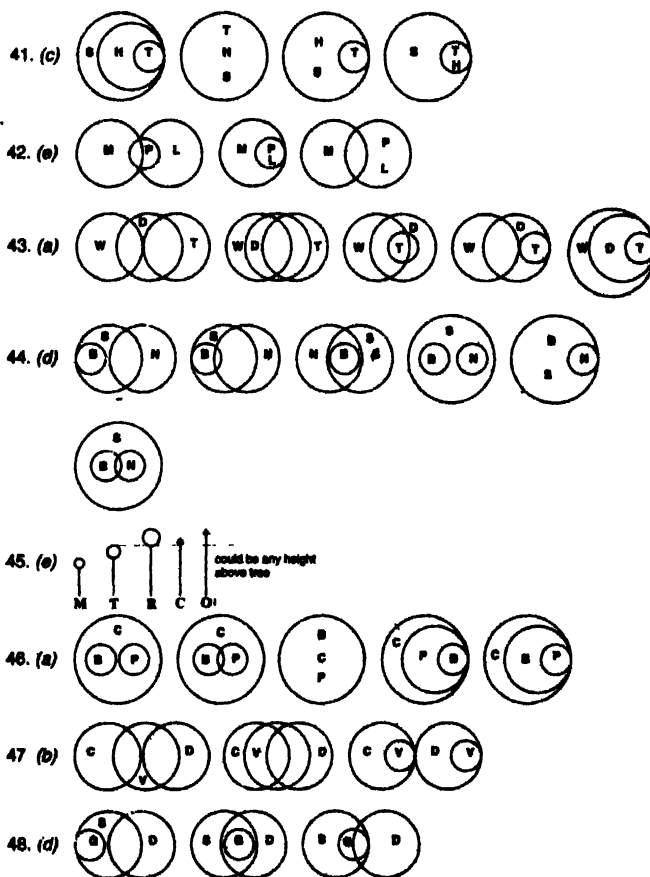 41. (c) S H T T H S H S T S T H
42. (e) M P L M P L M P L
43. (a) W D T W D T W D T W D T W D T
44. (d) S B N S B N N B S S B N B S N
S B N
45. (e) could be any height
above tree
M T R C O
46. (a) C B P C B P B C P C P B C B P
47 (b) C V D C V D C V D V
48. (d) S G D S G D S G D